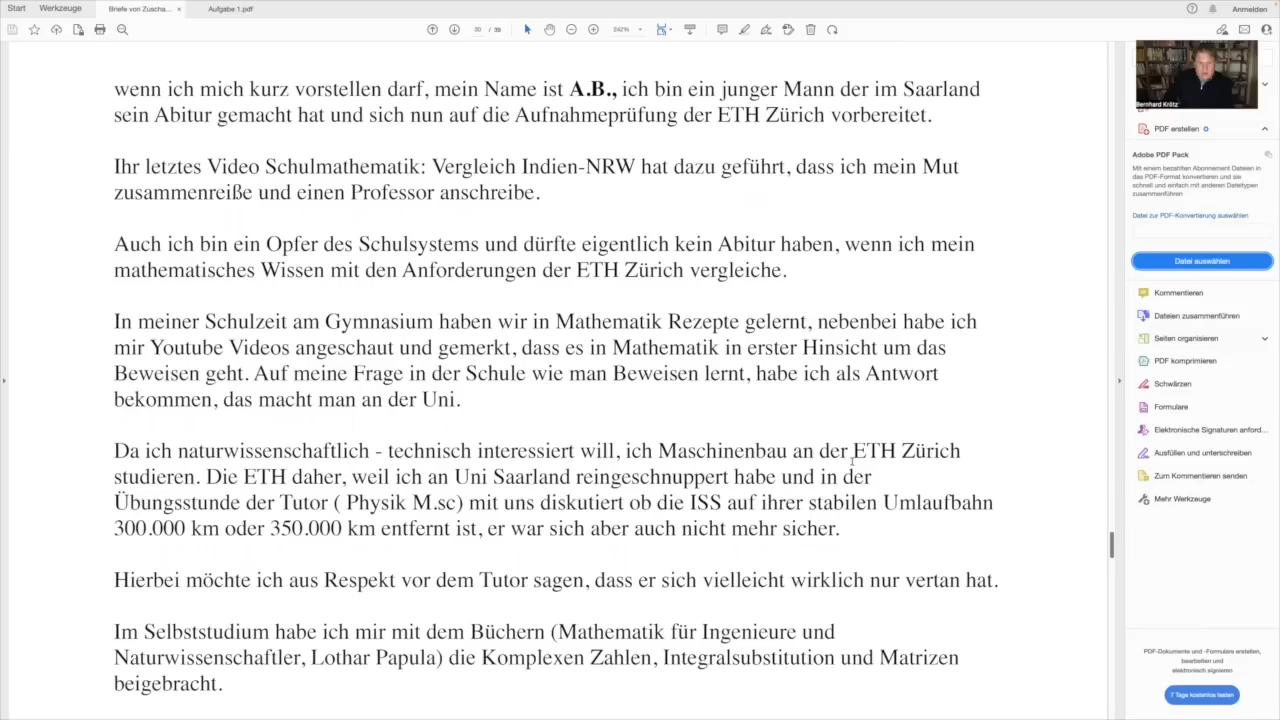 Start Werkzeuge Briefe von Zuscha... × Aufgabe 1.pdf Anmelden
30 / 39 242%
wenn ich mich kurz vorstellen darf, mein Name ist A.B., ich bin ein junger Mann der im Saarland
sein Abitur gemacht hat und sich nun auf die Aufnahmeprüfung der ETH Zürich vorbereitet.
Ihr letztes Video Schulmathematik: Vergleich Indien-NRW hat dazu geführt, dass ich mein Mut
zusammenreiße und einen Professor schreibe.
Auch ich bin ein Opfer des Schulsystems und dürfte eigentlich kein Abitur haben, wenn ich mein
mathematisches Wissen mit den Anforderungen der ETH Zürich vergleiche.
In meiner Schulzeit am Gymnasium haben wir in Mathematik Rezepte gelernt, nebenbei habe ich
mir Youtube Videos angeschaut und gemerkt, dass es in Mathematik in erster Hinsicht um das
Beweisen geht. Auf meine Frage in der Schule wie man Beweisen lernt, habe ich als Antwort
bekommen, das macht man an der Uni.
Da ich naturwissenschaftlich - technisch interessiert will, ich Maschinenbau an der ETH Zürich
studieren. Die ETH daher, weil ich an der Saarland reingeschnuppert habe und in der
Übungsstunde der Tutor ( Physik M.sc) mit uns diskutiert ob die ISS auf ihrer stabilen Umlaufbahn
300.000 km oder 350.000 km entfernt ist, er war sich aber auch nicht mehr sicher.
Hierbei möchte ich aus Respekt vor dem Tutor sagen, dass er sich vielleicht wirklich nur vertan hat.
Im Selbststudium habe ich mir mit dem Büchern (Mathematik für Ingenieure und
Naturwissenschaftler, Lothar Papula) die Komplexen Zahlen, Integralsubstitution und Matrizen
beigebracht.
Bernhard Krötz
PDF erstellen
Adobe PDF Pack
Mit einem bezahlten Abonnement Dateien in
das PDF-Format konvertieren und sie
schnell und einfach mit anderen Dateitypen
zusammenführen
Datei zur PDF-Konvertierung auswählen
Datei auswählen
Kommentieren
Dateien zusammenführen
Seiten organisieren
PDF komprimieren
Schwärzen
Formulare
Elektronische Signaturen anford...
Ausfüllen und unterschreiben
Zum Kommentieren senden
Mehr Werkzeuge
PDF-Dokumente und -Formulare erstellen,
bearbeiten und
elektronisch signieren
7 Tage kostenlos testen